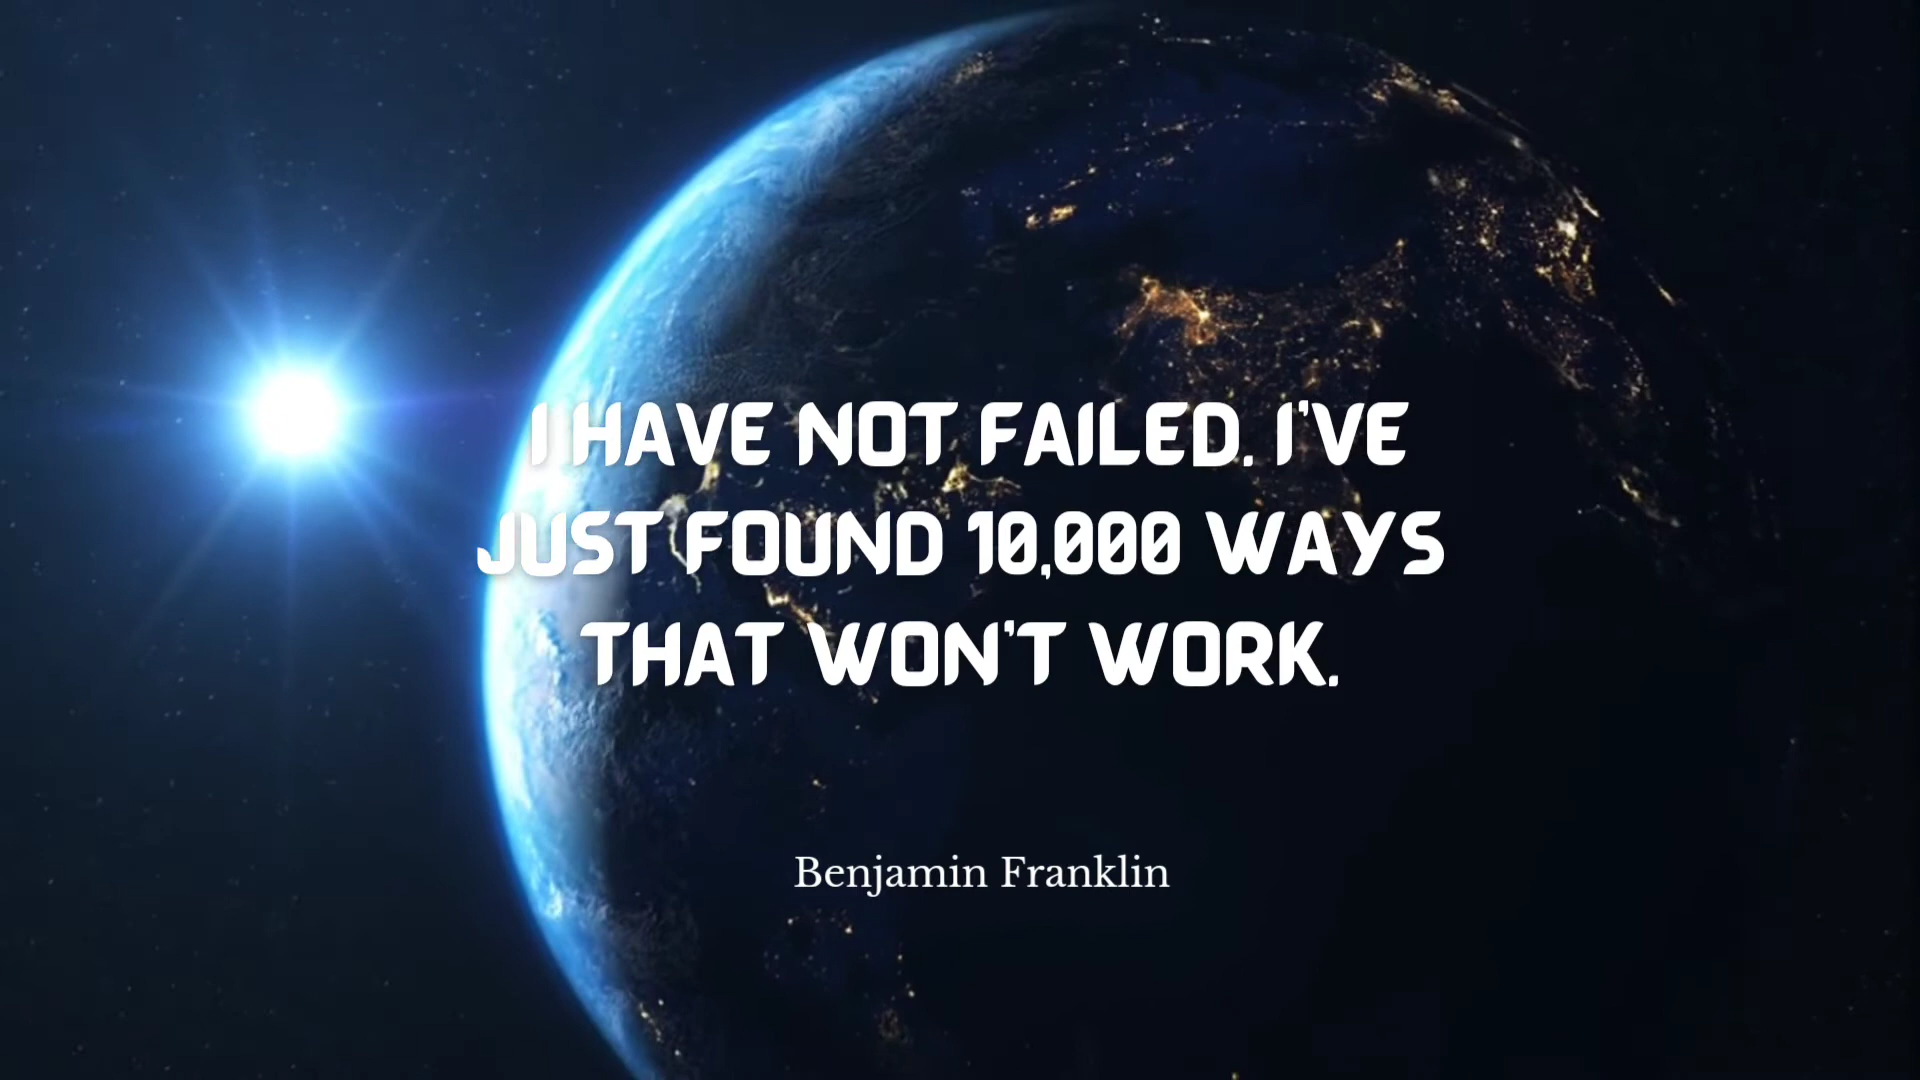 I HAVE NOT FAILED. I'VE
JUST FOUND 10,000 WAYS
THAT WON'T WORK.
Benjamin Franklin